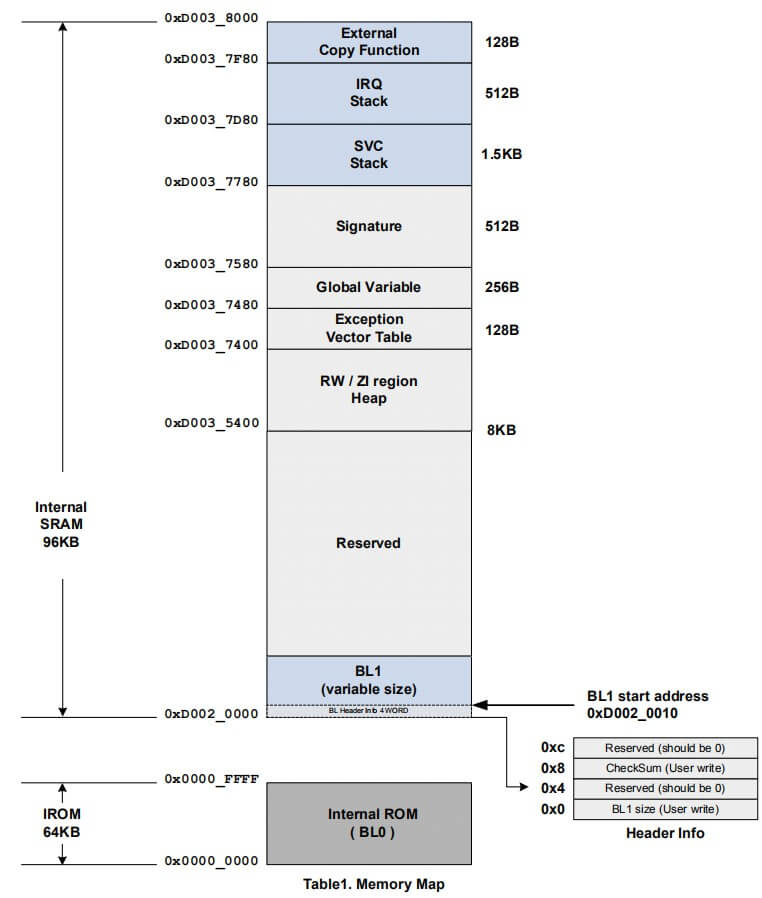 0xD003_8000
External
Copy Function
128B
0xD003_7F80
IRQ
Stack
512B
0xD003_7D80
SVC
Stack
1.5KB
0xD003_7780
Signature
512B
0xD003_7580
Global Variable
256B
0xD003_7480
Exception
Vector Table
128B
0xD003_7400
RW / ZI region
Heap
0xD003_5400
8KB
Internal
SRAM
96KB
Reserved
BL1
(variable size)
BL Header Info 4 WORD
BL1 start address
0xD002_0010
0xD002_0000
0xc Reserved (should be 0)
0x8 CheckSum (User write)
0x4 Reserved (should be 0)
0x0 BL1 size (User write)
Header Info
0x0000_FFFF
IROM
64KB
Internal ROM
( BL0 )
0x0000_0000
Table1. Memory Map